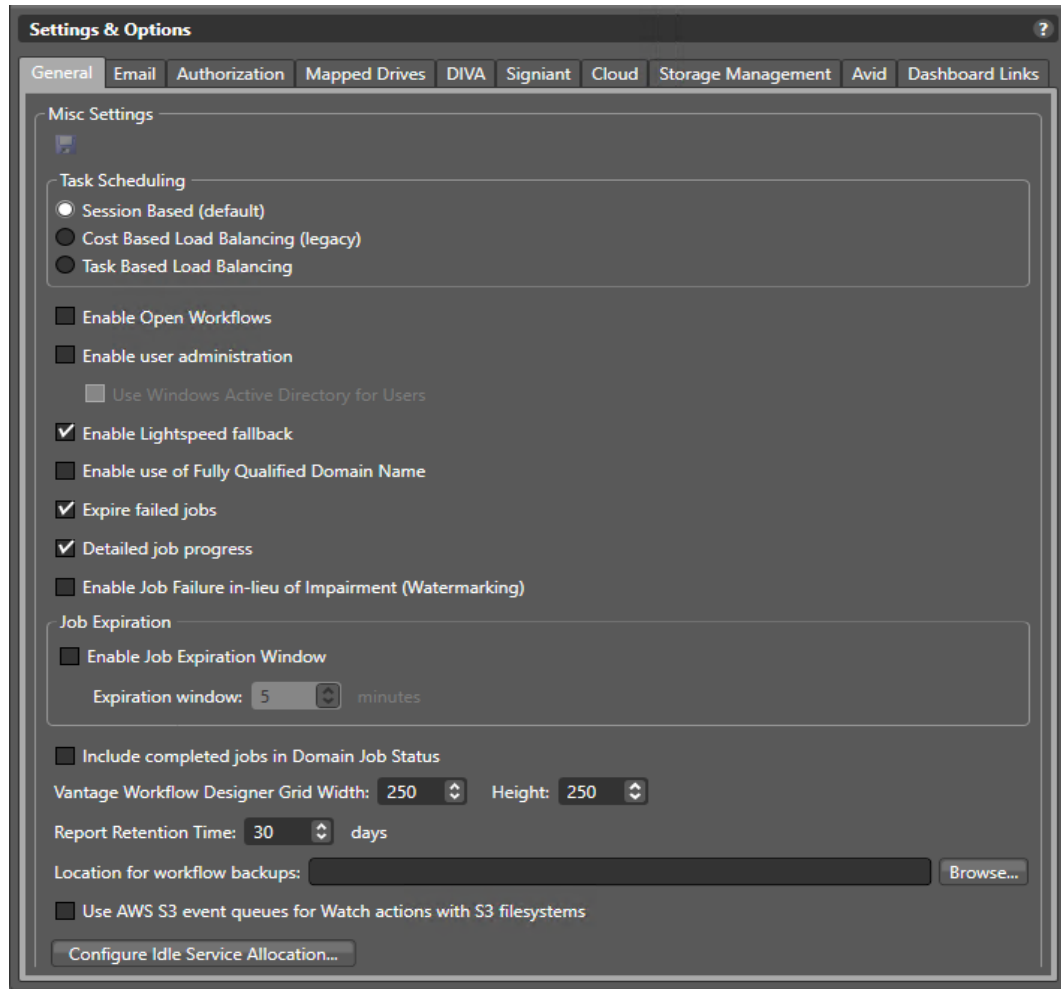 Settings & Options ?
General Email Authorization Mapped Drives DIVA Signiant Cloud Storage Management Avid Dashboard Links
Misc Settings
Task Scheduling
Session Based (default)
Cost Based Load Balancing (legacy)
Task Based Load Balancing
Enable Open Workflows
Enable user administration
Use Windows Active Directory for Users
Enable Lightspeed fallback
Enable use of Fully Qualified Domain Name
Expire failed jobs
Detailed job progress
Enable Job Failure in-lieu of Impairment (Watermarking)
Job Expiration
Enable Job Expiration Window
Expiration window: 5 minutes
Include completed jobs in Domain Job Status
Vantage Workflow Designer Grid Width: 250 Height: 250
Report Retention Time: 30 days
Location for workflow backups: Browse...
Use AWS S3 event queues for Watch actions with S3 filesystems
Configure Idle Service Allocation...